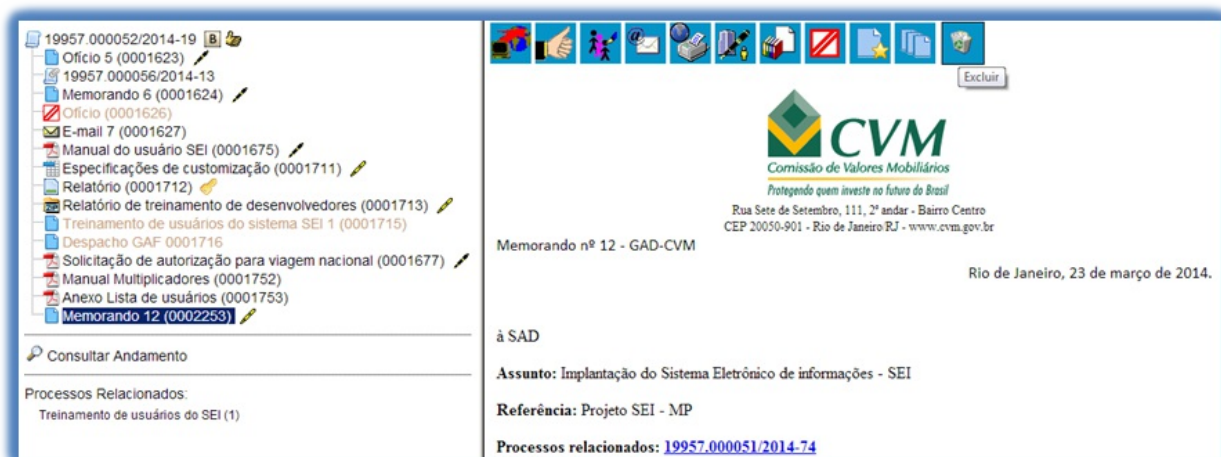 19957.000052/2014-19 B
Ofício 5 (0001623)
19957.000056/2014-13
Memorando 6 (0001624)
Ofício (0001626)
E-mail 7 (0001627)
Manual do usuário SEI (0001675)
Especificações de customização (0001711)
Relatório (0001712)
Relatório de treinamento de desenvolvedores (0001713)
Treinamento de usuários do sistema SEI 1 (0001715)
Despacho GAF 0001716
Solicitação de autorização para viagem nacional (0001677)
Manual Multiplicadores (0001752)
Anexo Lista de usuários (0001753)
Memorando 12 (0002253)
Consultar Andamento
Processos Relacionados:
Treinamento de usuários do SEI (1)
Excluir
CVM
Comissão de Valores Mobiliários
Protegendo quem investe no futuro do Brasil
Rua Sete de Setembro, 111, 2º andar - Bairro Centro
CEP 20050-901 - Rio de Janeiro/RJ - www.cvm.gov.br
Memorando nº 12 - GAD-CVM
Rio de Janeiro, 23 de março de 2014.
à SAD
Assunto: Implantação do Sistema Eletrônico de informações - SEI
Referência: Projeto SEI - MP
Processos relacionados: 19957.000051/2014-74